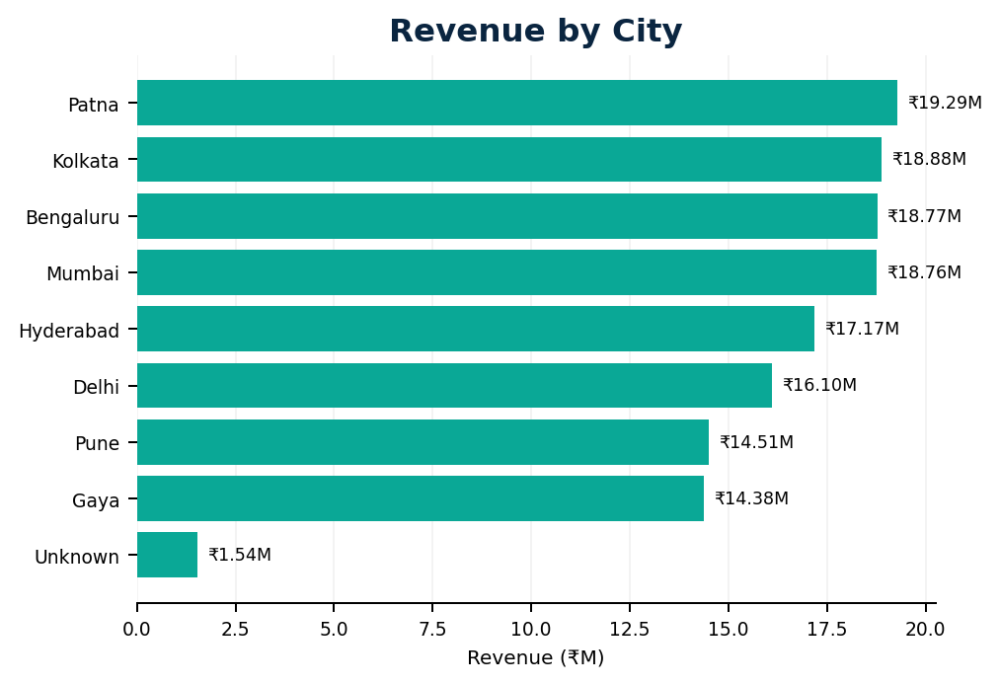 Revenue by City
Patna ₹19.29M
Kolkata ₹18.88M
Bengaluru ₹18.77M
Mumbai ₹18.76M
Hyderabad ₹17.17M
Delhi ₹16.10M
Pune ₹14.51M
Gaya ₹14.38M
Unknown ₹1.54M
0.0 2.5 5.0 7.5 10.0 12.5 15.0 17.5 20.0
Revenue (₹M)